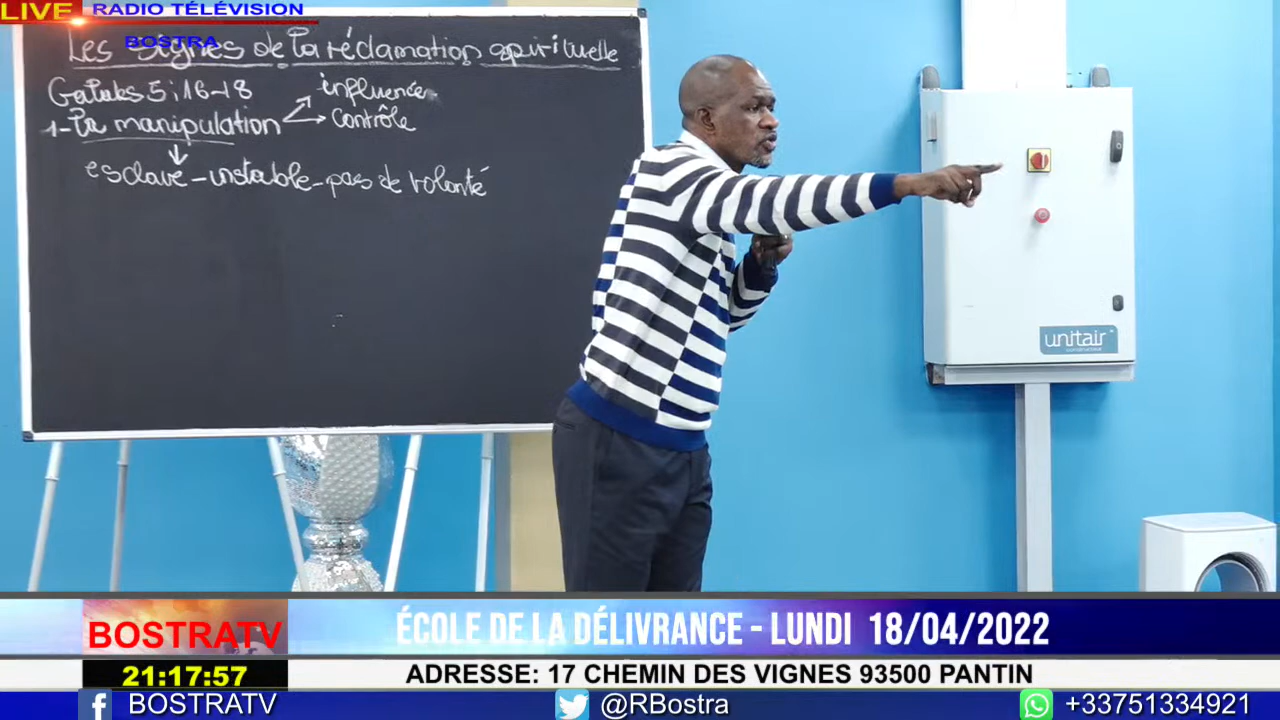 LIVE
RADIO TÉLÉVISION
BOSTRA
Les signes de la réclamation spirituelle
Galates 5;16-18
influence
1- la manipulation
Contrôle
esclave - instable - pas de volonté
unitair
BOSTRATV
ÉCOLE DE LA DÉLIVRANCE - LUNDI 18/04/2022
21:17:57
ADRESSE: 17 CHEMIN DES VIGNES 93500 PANTIN
BOSTRATV
@RBostra
+33751334921